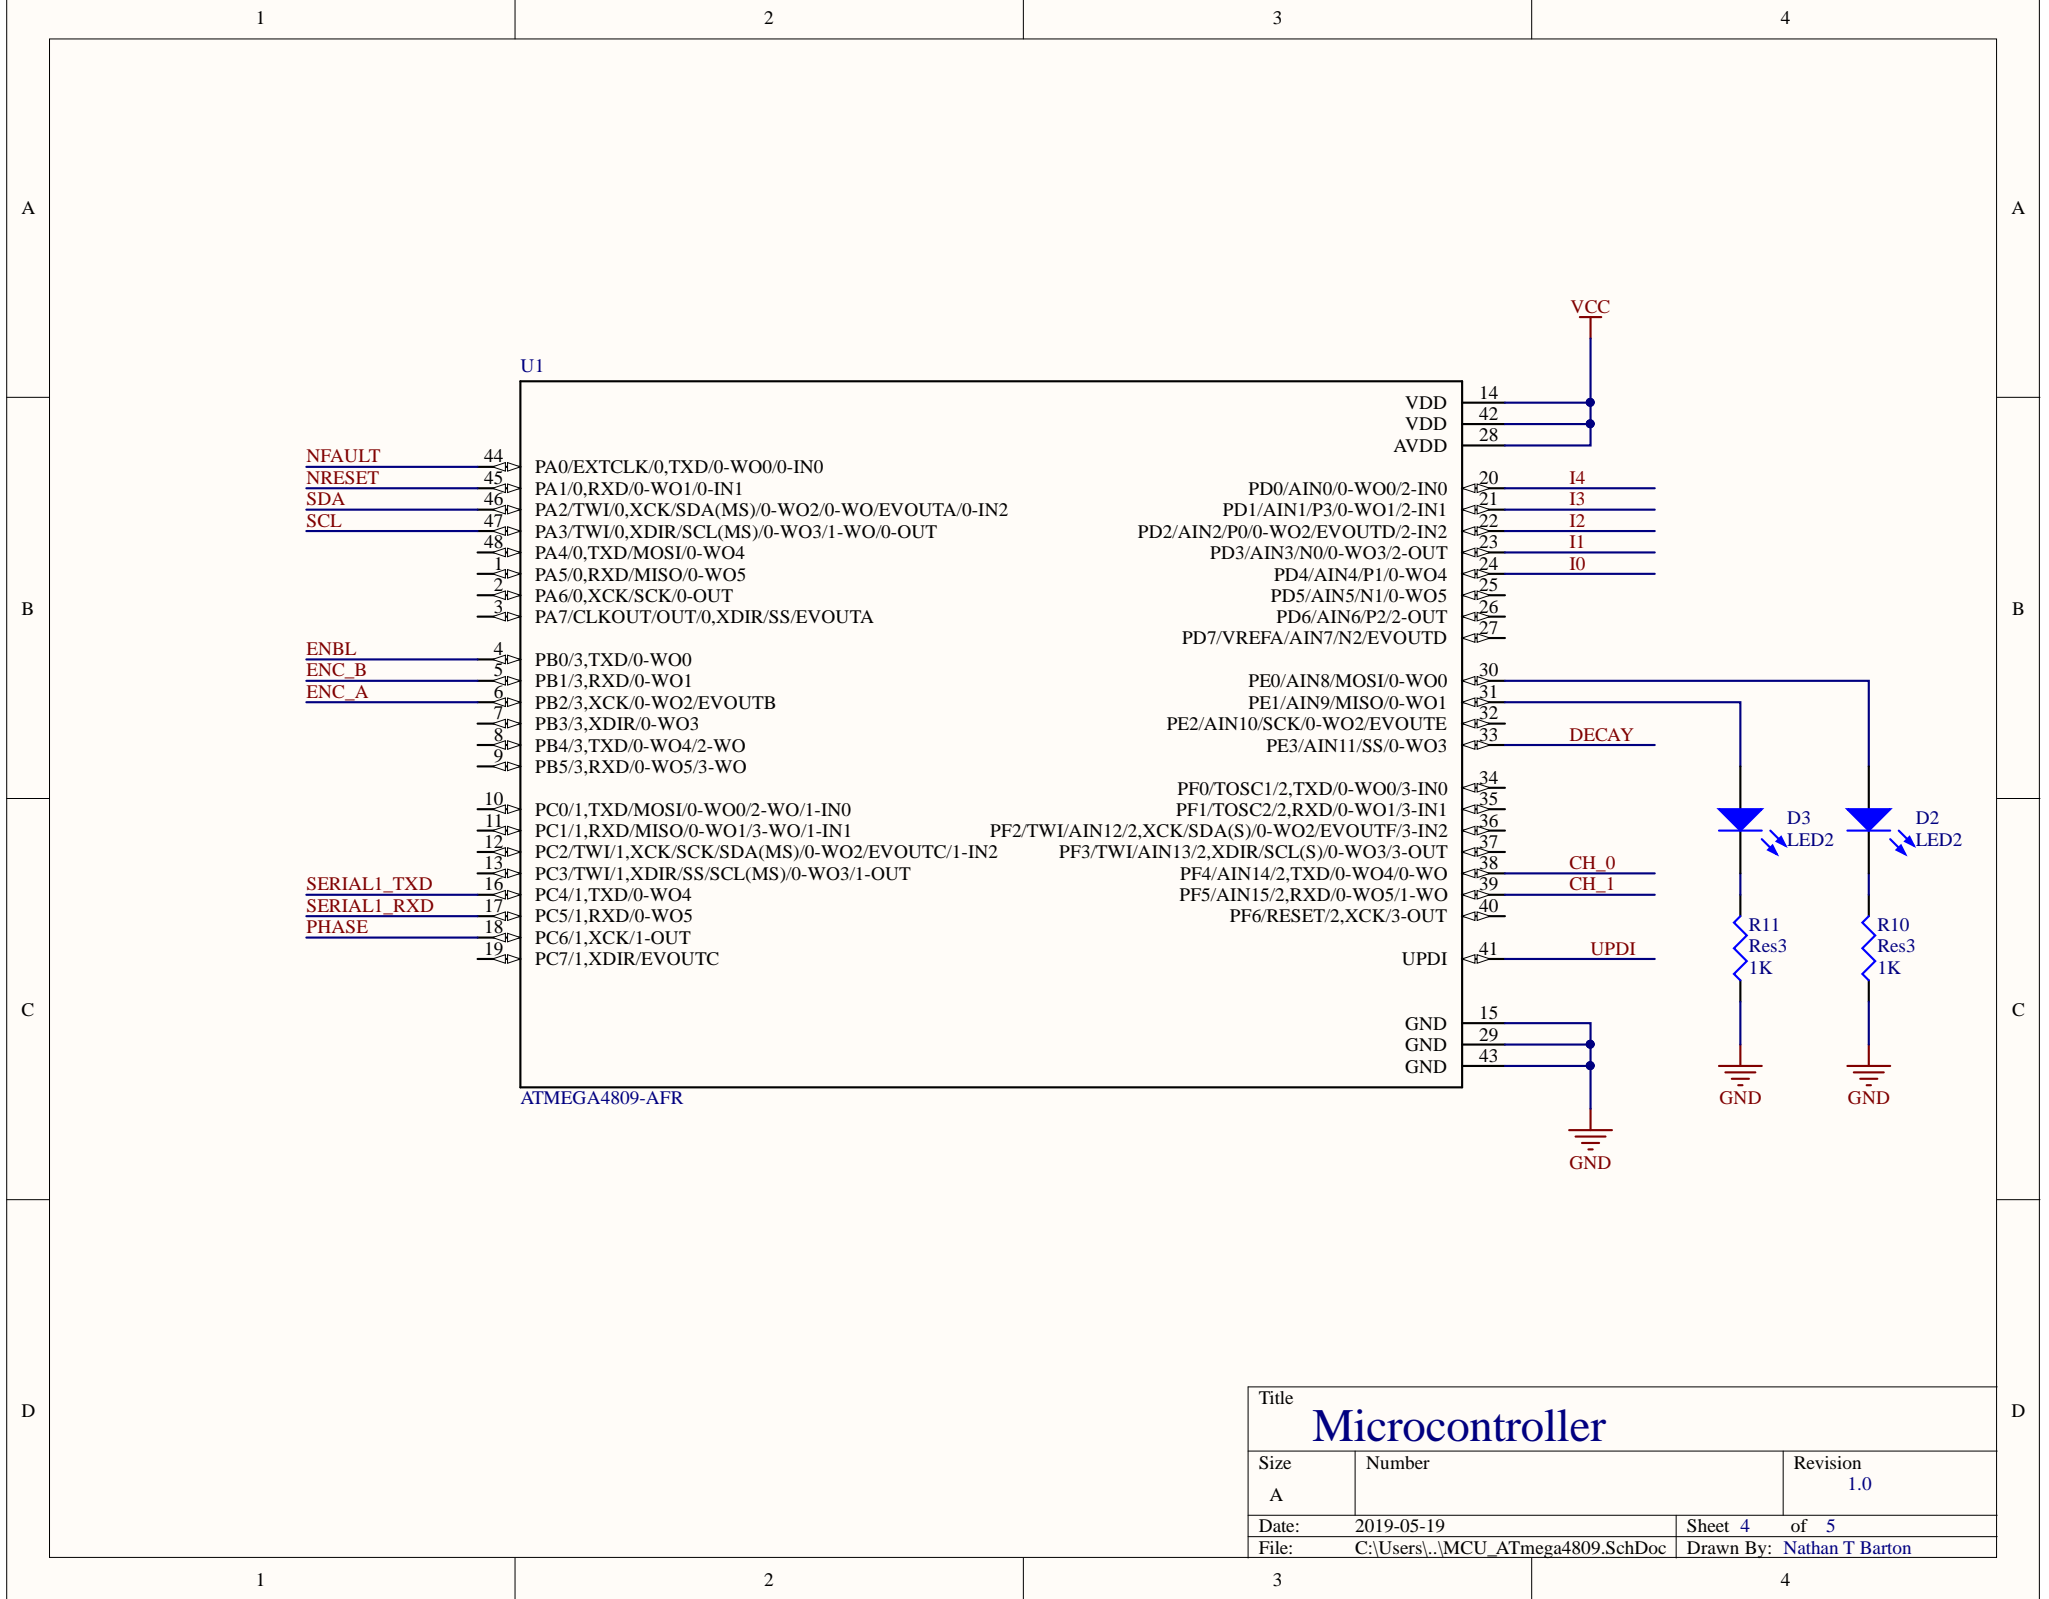 1 2 3 4
A A
VCC
U1
14
VDD
42
VDD
28
AVDD
NFAULT 44 PA0/EXTCLK/0,TXD/0-WO0/0-IN0
NRESET 45 PA1/0,RXD/0-WO1/0-IN1
SDA 46 PA2/TWI/0,XCK/SDA(MS)/0-WO2/0-WO/EVOUTA/0-IN2
SCL 47 PA3/TWI/0,XDIR/SCL(MS)/0-WO3/1-WO/0-OUT
48 PA4/0,TXD/MOSI/0-WO4
1 PA5/0,RXD/MISO/0-WO5
2 PA6/0,XCK/SCK/0-OUT
3 PA7/CLKOUT/OUT/0,XDIR/SS/EVOUTA
PD0/AIN0/0-WO0/2-IN0 20 I4
PD1/AIN1/P3/0-WO1/2-IN1 21 I3
PD2/AIN2/P0/0-WO2/EVOUTD/2-IN2 22 I2
PD3/AIN3/N0/0-WO3/2-OUT 23 I1
PD4/AIN4/P1/0-WO4 24 I0
PD5/AIN5/N1/0-WO5 25
PD6/AIN6/P2/2-OUT 26
PD7/VREFA/AIN7/N2/EVOUTD 27
B B
ENBL 4 PB0/3,TXD/0-WO0
ENC_B 5 PB1/3,RXD/0-WO1
ENC_A 6 PB2/3,XCK/0-WO2/EVOUTB
7 PB3/3,XDIR/0-WO3
8 PB4/3,TXD/0-WO4/2-WO
9 PB5/3,RXD/0-WO5/3-WO
PE0/AIN8/MOSI/0-WO0 30
PE1/AIN9/MISO/0-WO1 31
PE2/AIN10/SCK/0-WO2/EVOUTE 32
PE3/AIN11/SS/0-WO3 33 DECAY
10 PC0/1,TXD/MOSI/0-WO0/2-WO/1-IN0
11 PC1/1,RXD/MISO/0-WO1/3-WO/1-IN1
12 PC2/TWI/1,XCK/SCK/SDA(MS)/0-WO2/EVOUTC/1-IN2
13 PC3/TWI/1,XDIR/SS/SCL(MS)/0-WO3/1-OUT
SERIAL1_TXD 16 PC4/1,TXD/0-WO4
SERIAL1_RXD 17 PC5/1,RXD/0-WO5
PHASE 18 PC6/1,XCK/1-OUT
19 PC7/1,XDIR/EVOUTC
PF0/TOSC1/2,TXD/0-WO0/3-IN0 34
PF1/TOSC2/2,RXD/0-WO1/3-IN1 35
PF2/TWI/AIN12/2,XCK/SDA(S)/0-WO2/EVOUTF/3-IN2 36
PF3/TWI/AIN13/2,XDIR/SCL(S)/0-WO3/3-OUT 37
PF4/AIN14/2,TXD/0-WO4/0-WO 38 CH_0
PF5/AIN15/2,RXD/0-WO5/1-WO 39 CH_1
PF6/RESET/2,XCK/3-OUT 40
UPDI 41 UPDI
D3
LED2
D2
LED2
R11
Res3
1K
R10
Res3
1K
C C
GND 15
GND 29
GND 43
GND GND
GND
ATMEGA4809-AFR
D D
Title
Microcontroller
Size Number Revision
A 1.0
Date: 2019-05-19 Sheet 4 of 5
File: C:\Users\..\MCU_ATmega4809.SchDoc Drawn By: Nathan T Barton
1 2 3 4